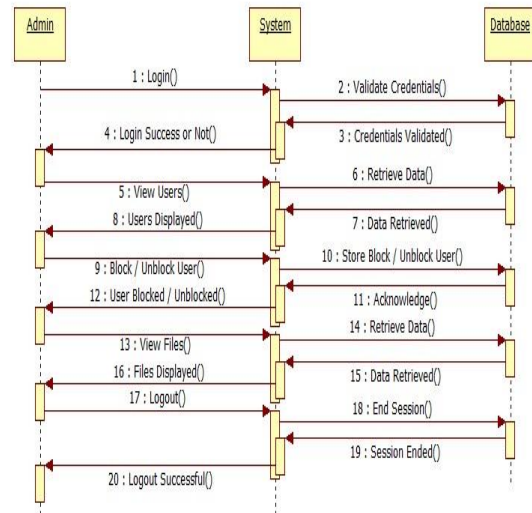 Admin
System
Database
1 : Login()
2 : Validate Credentials()
3 : Credentials Validated()
4 : Login Success or Not()
5 : View Users()
6 : Retrieve Data()
7 : Data Retrieved()
8 : Users Displayed()
9 : Block / Unblock User()
10 : Store Block / Unblock User()
11 : Acknowledge()
12 : User Blocked / Unblocked()
13 : View Files()
14 : Retrieve Data()
15 : Data Retrieved()
16 : Files Displayed()
17 : Logout()
18 : End Session()
19 : Session Ended()
20 : Logout Successful()